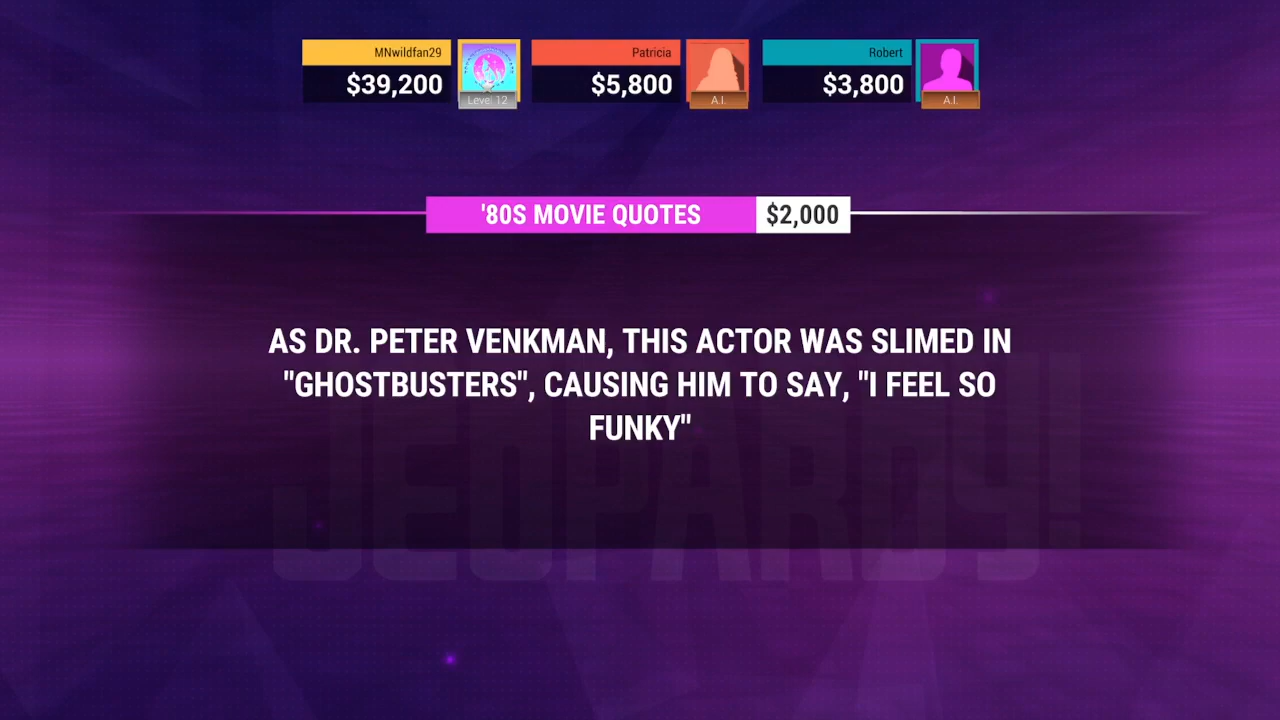 MNwildfan29
$39,200
Level 12
Patricia
$5,800
A.I.
Robert
$3,800
A.I.
'80S MOVIE QUOTES $2,000
AS DR. PETER VENKMAN, THIS ACTOR WAS SLIMED IN
"GHOSTBUSTERS", CAUSING HIM TO SAY, "I FEEL SO
FUNKY"
JEOPARDY!